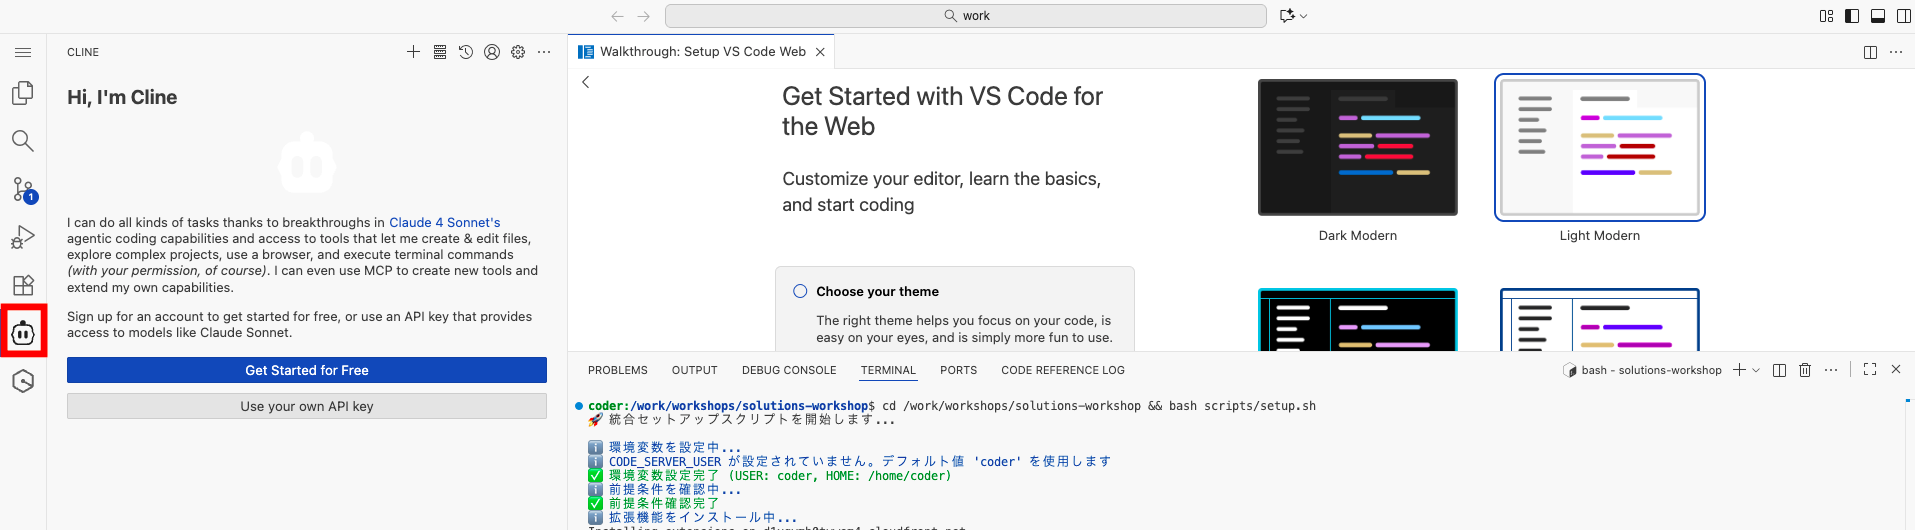 work
CLINE
Hi, I'm Cline
I can do all kinds of tasks thanks to breakthroughs in Claude 4 Sonnet's
agentic coding capabilities and access to tools that let me create & edit files,
explore complex projects, use a browser, and execute terminal commands
(with your permission, of course). I can even use MCP to create new tools and
extend my own capabilities.
Sign up for an account to get started for free, or use an API key that provides
access to models like Claude Sonnet.
Get Started for Free
Use your own API key
1
Walkthrough: Setup VS Code Web
Get Started with VS Code for
the Web
Customize your editor, learn the basics,
and start coding
Choose your theme
The right theme helps you focus on your code, is
easy on your eyes, and is simply more fun to use.
Dark Modern
Light Modern
PROBLEMS OUTPUT DEBUG CONSOLE TERMINAL PORTS CODE REFERENCE LOG
bash - solutions-workshop
coder:/work/workshops/solutions-workshop$ cd /work/workshops/solutions-workshop && bash scripts/setup.sh
🚀 統合セットアップスクリプトを開始します...
ℹ️ 環境変数を設定中...
ℹ️ CODE_SERVER_USER が設定されていません。デフォルト値 'coder' を使用します
✅ 環境変数設定完了 (USER: coder, HOME: /home/coder)
ℹ️ 前提条件を確認中...
✅ 前提条件確認完了
ℹ️ 拡張機能をインストール中...